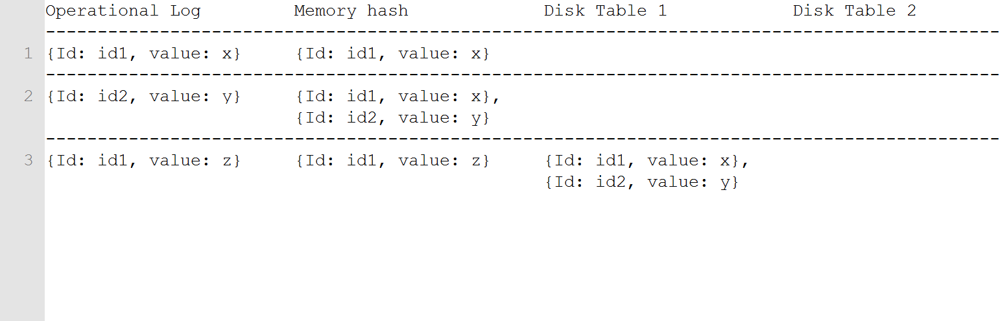 Operational Log Memory hash Disk Table 1 Disk Table 2
--------------------------------------------------------------------------------------------
1 {Id: id1, value: x} {Id: id1, value: x}
--------------------------------------------------------------------------------------------
2 {Id: id2, value: y} {Id: id1, value: x},
{Id: id2, value: y}
--------------------------------------------------------------------------------------------
3 {Id: id1, value: z} {Id: id1, value: z} {Id: id1, value: x},
{Id: id2, value: y}